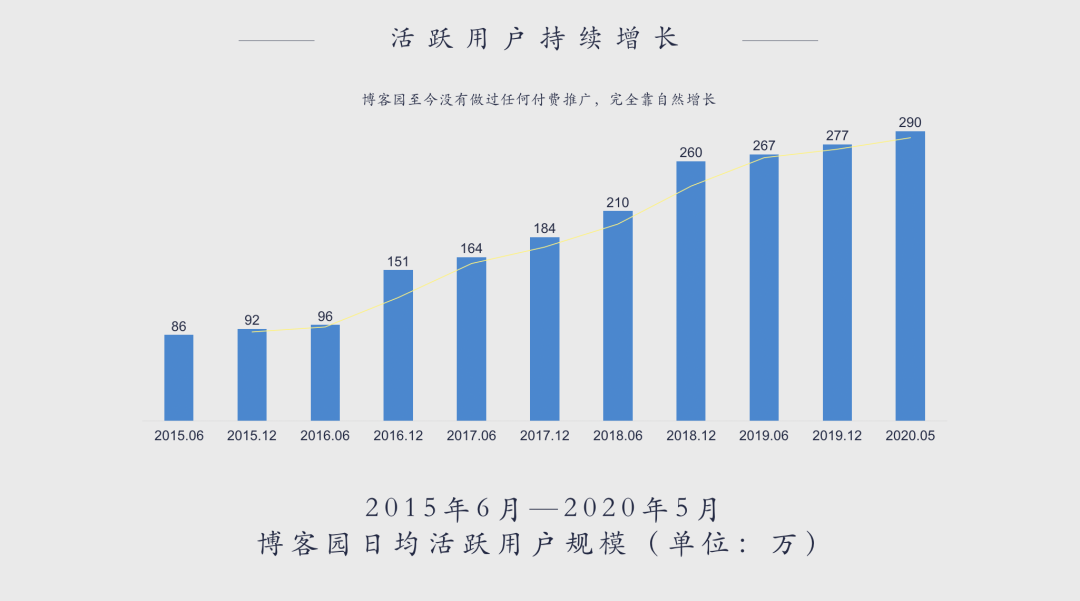 活跃用户持续增长
博客园至今没有做过任何付费推广，完全靠自然增长
86 92 96 151 164 184 210 260 267 277 290
2015.06 2015.12 2016.06 2016.12 2017.06 2017.12 2018.06 2018.12 2019.06 2019.12 2020.05
2015年6月—2020年5月
博客园日均活跃用户规模（单位：万）